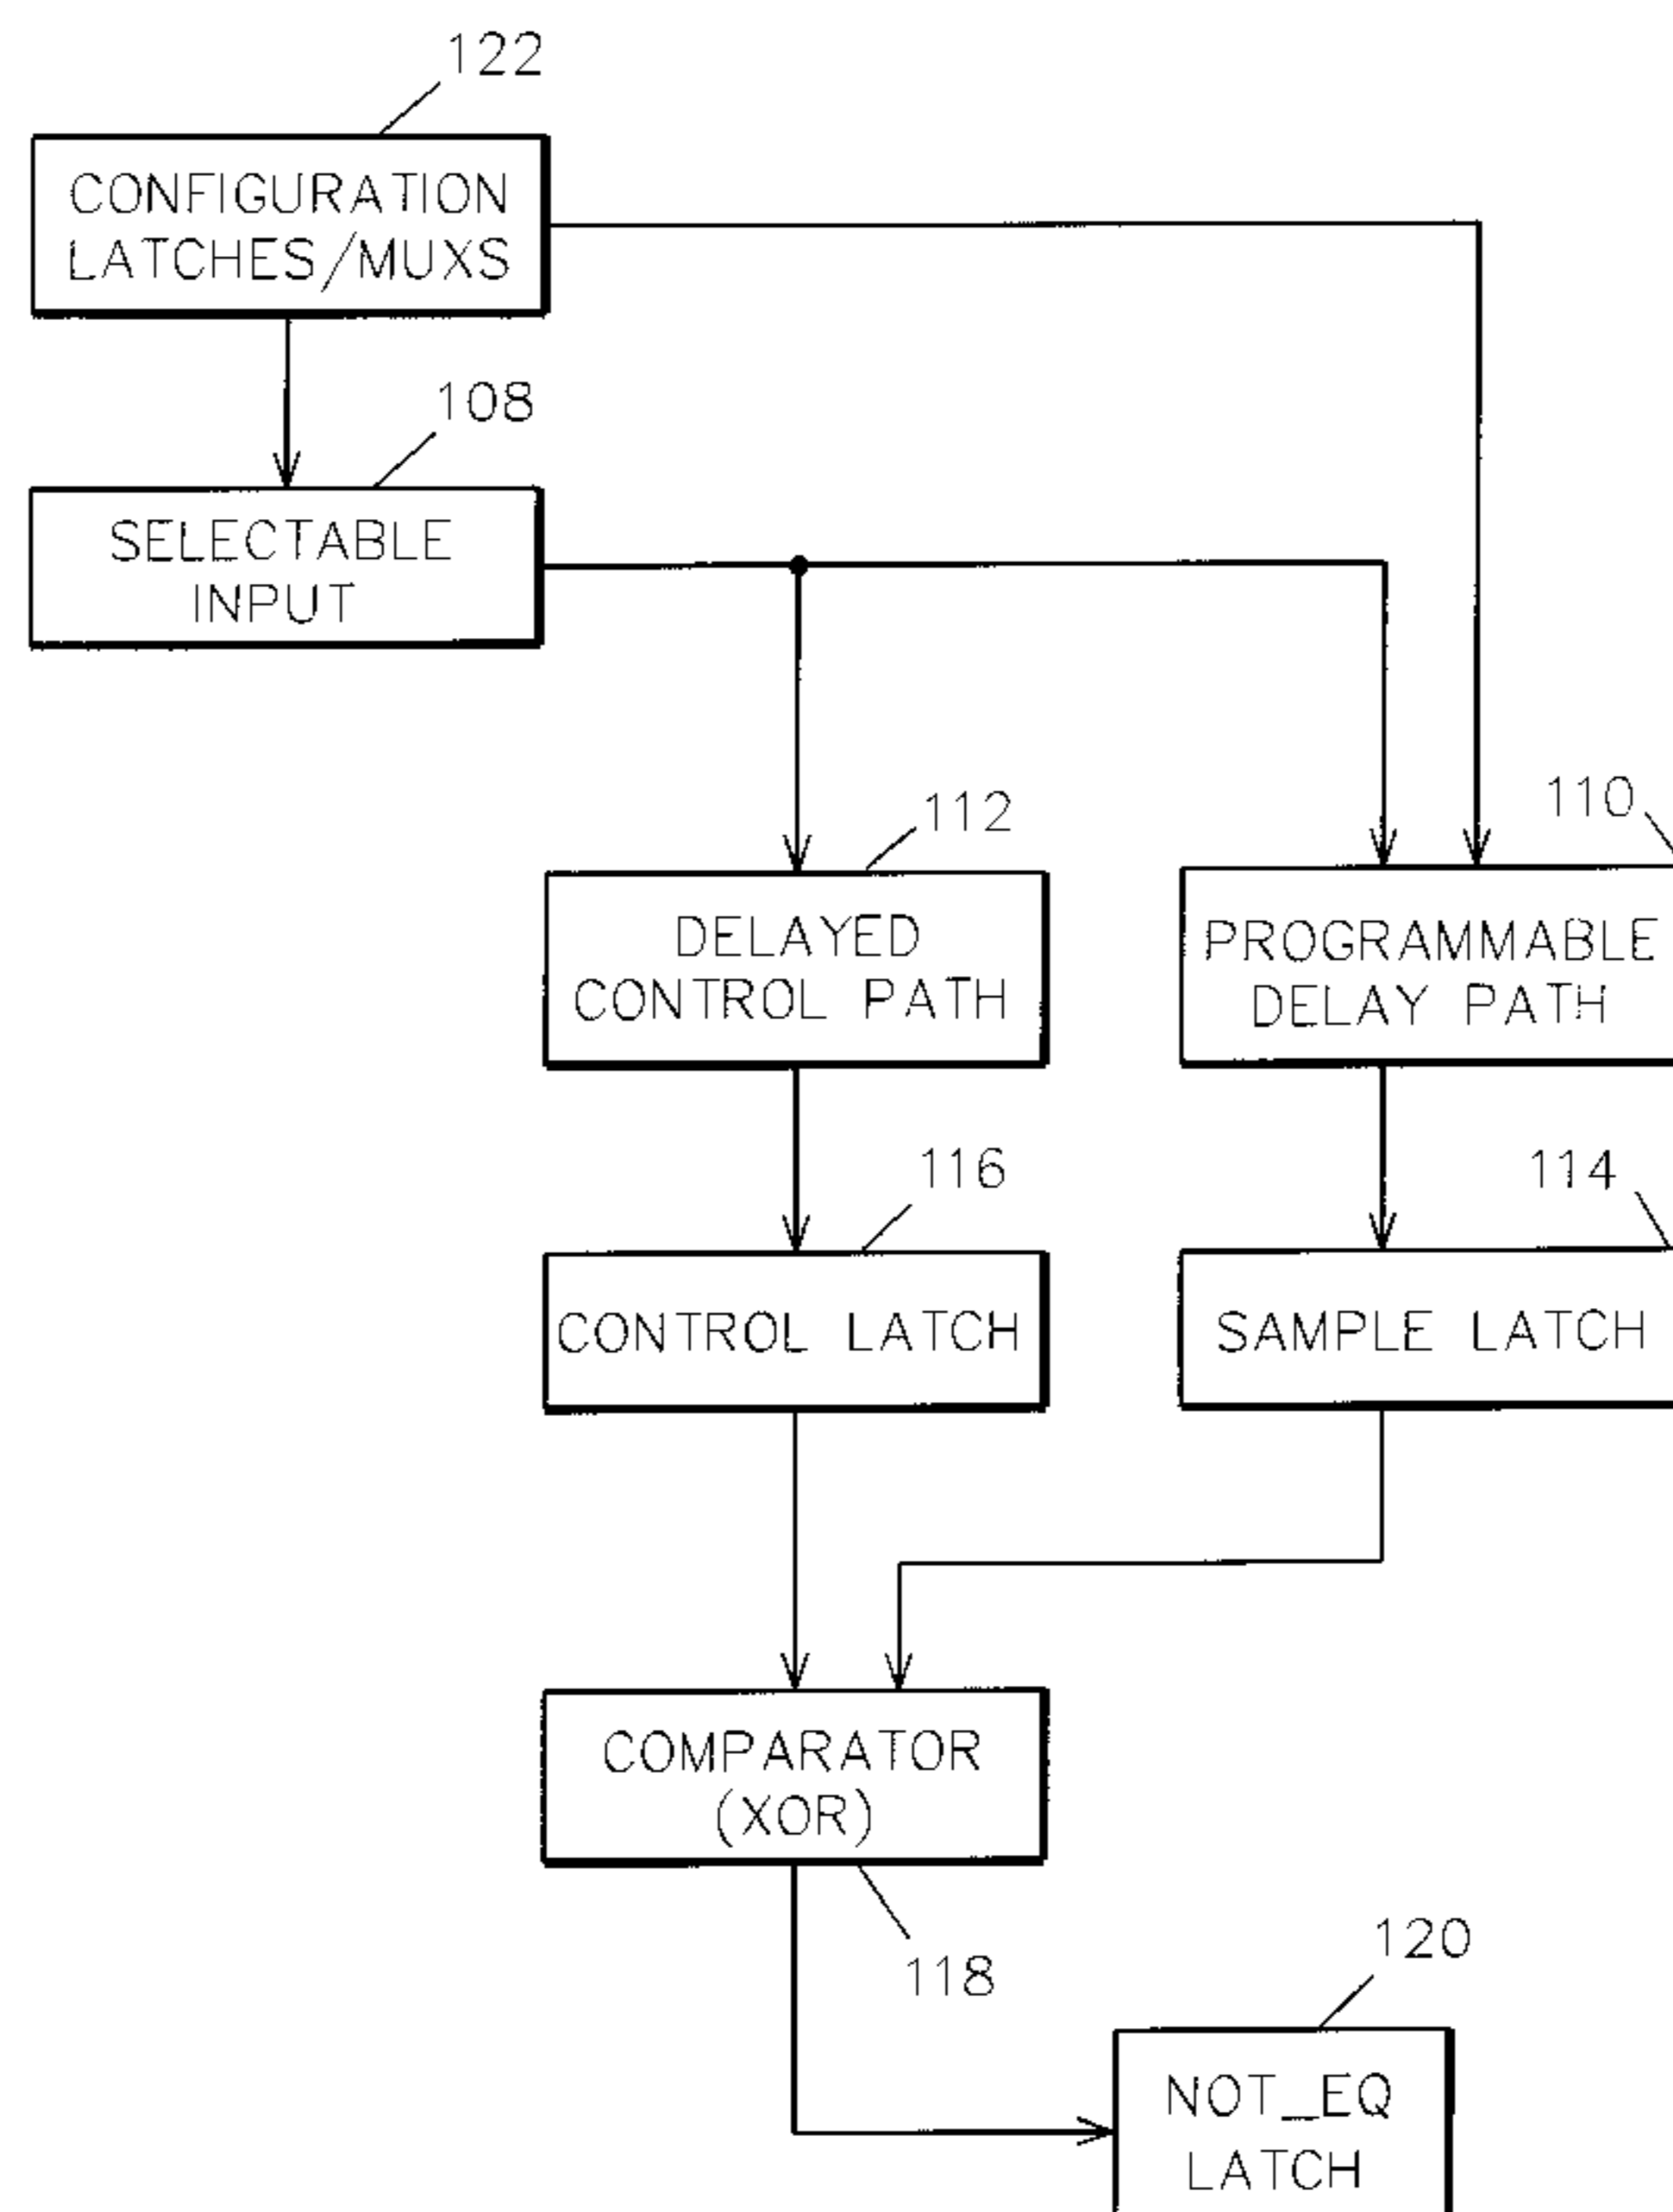 122
CONFIGURATION
LATCHES/MUXS
108
SELECTABLE
INPUT
112
110
DELAYED
CONTROL PATH
PROGRAMMABLE
DELAY PATH
116
114
CONTROL LATCH
SAMPLE LATCH
COMPARATOR
(XOR)
118
120
NOT_EQ
LATCH